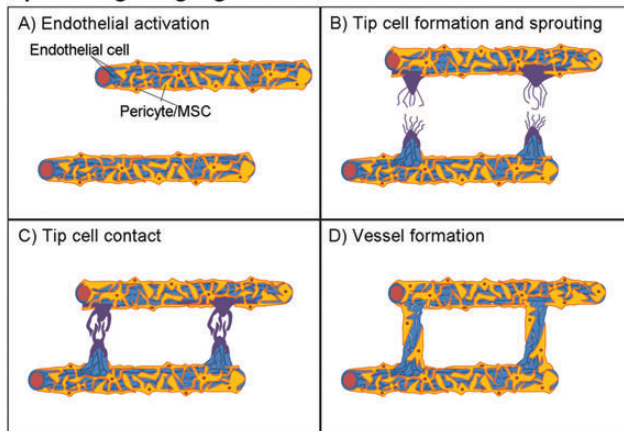 A) Endothelial activation
Endothelial cell
Pericyte/MSC
B) Tip cell formation and sprouting
C) Tip cell contact
D) Vessel formation